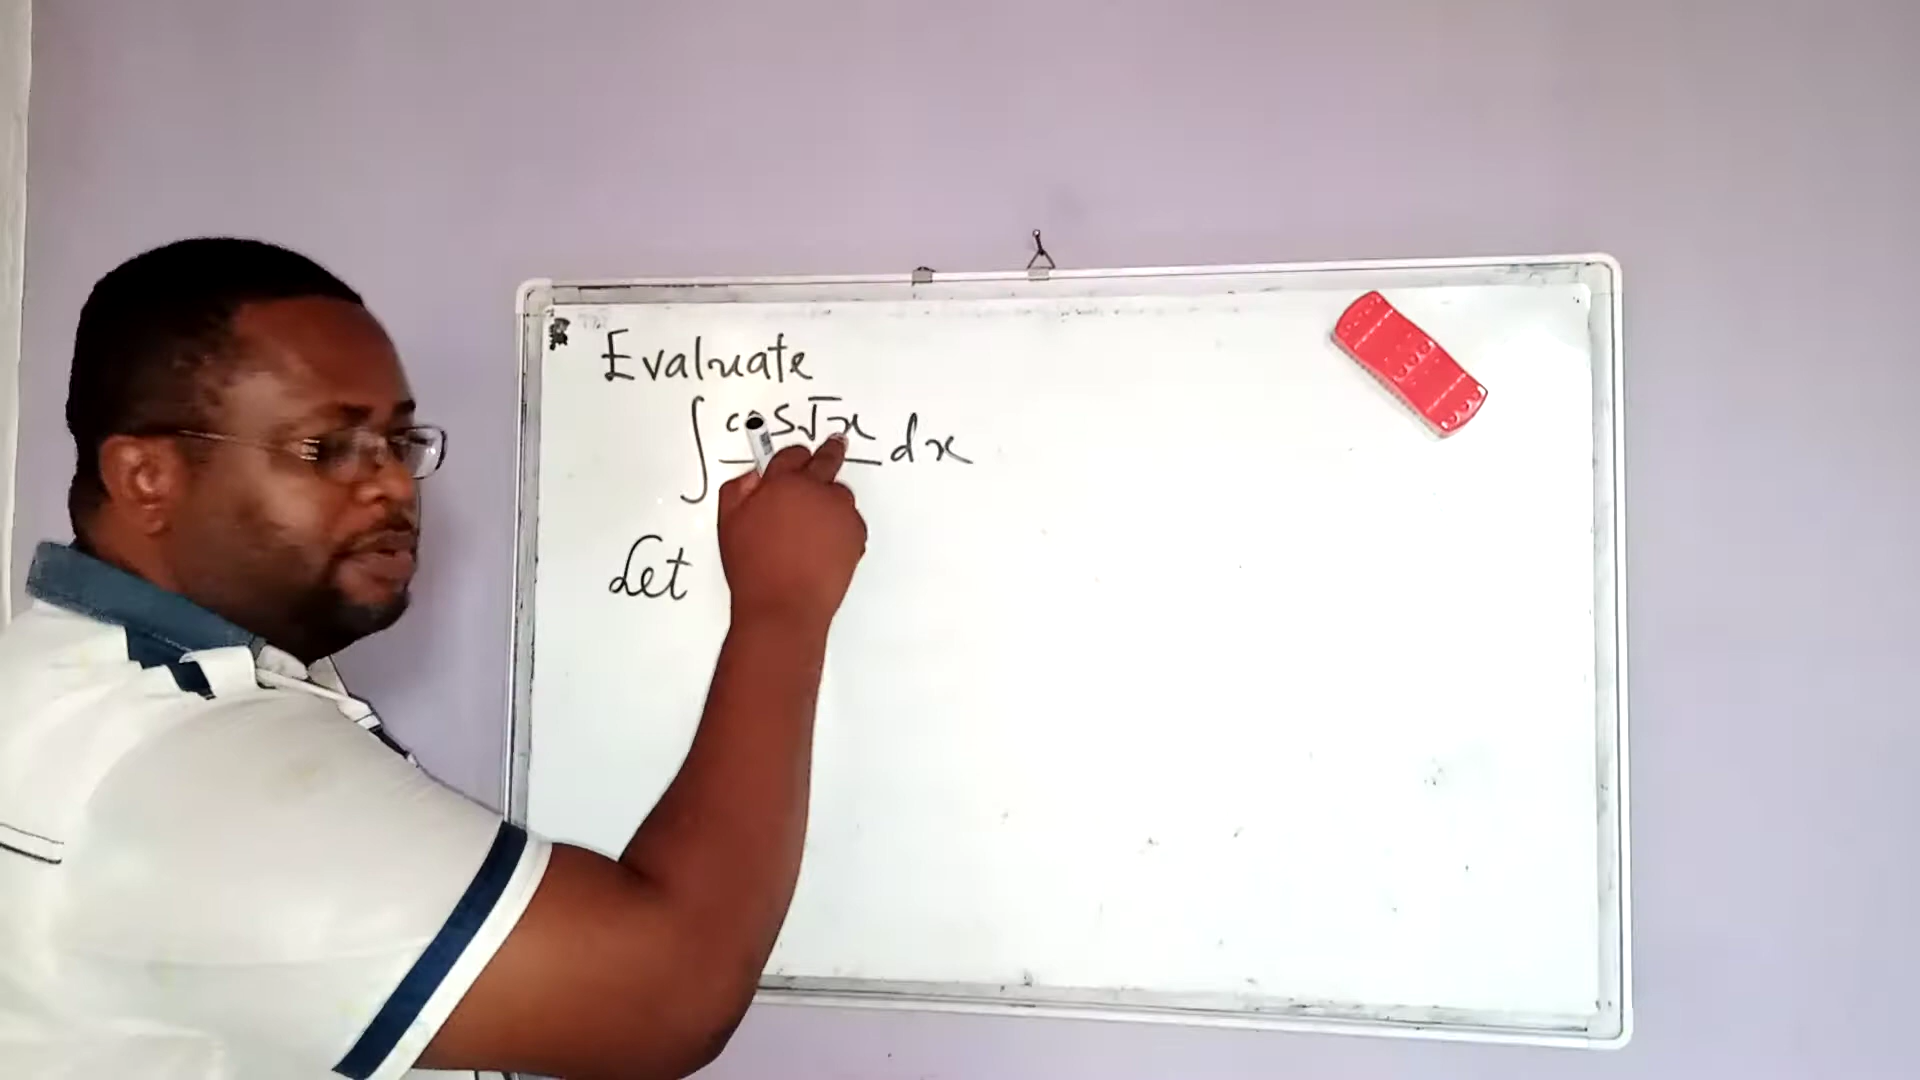 Evaluate
∫ cos√x dx
Let